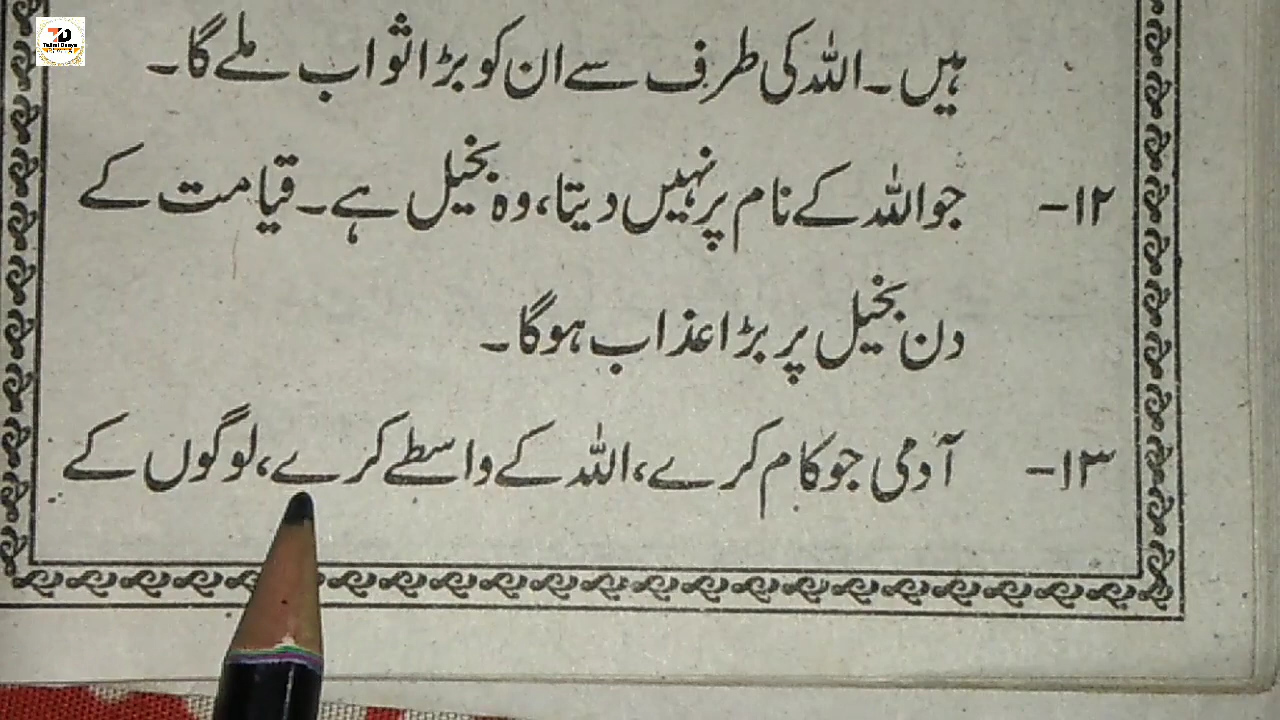 ہیں۔ اللہ کی طرف سے ان کو بڑا ثواب ملے گا۔
۱۲- جو اللہ کے نام پر نہیں دیتا، وہ بخیل ہے۔ قیامت کے
دن بخیل پر بڑا عذاب ہوگا۔
۱۳- آدمی جو کام کرے، اللہ کے واسطے کرے، لوگوں کے